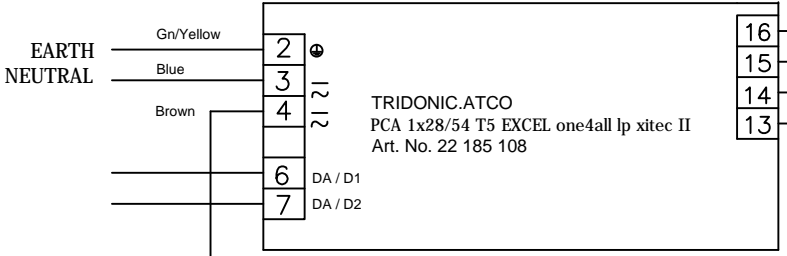 EARTH
NEUTRAL
Gn/Yellow
Blue
Brown
2
3
4
6
7
DA / D1
DA / D2
TRIDONIC.ATCO
PCA 1x28/54 T5 EXCEL one4all lp xitec II
Art. No. 22 185 108
16
15
14
13